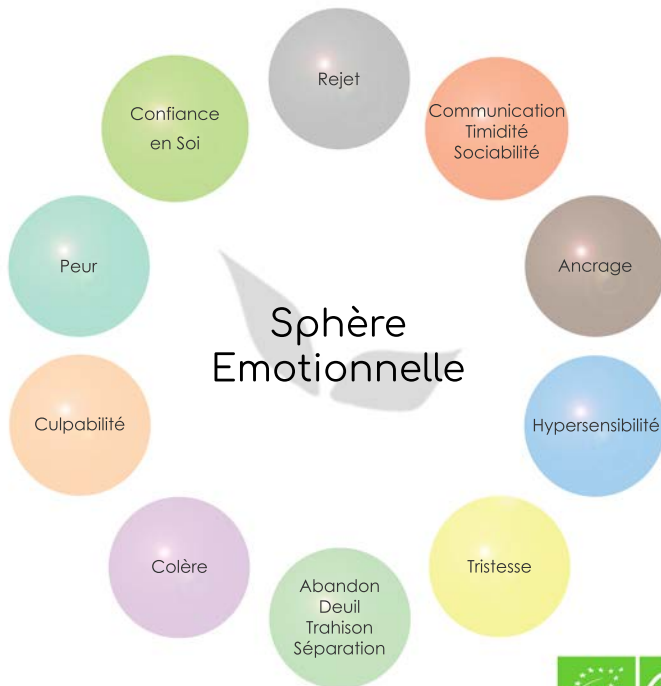 Rejet
Communication
Timidité
Sociabilité
Ancrage
Hypersensibilité
Tristesse
Abandon
Deuil
Trahison
Séparation
Colère
Culpabilité
Peur
Confiance
en Soi
Sphère
Emotionnelle